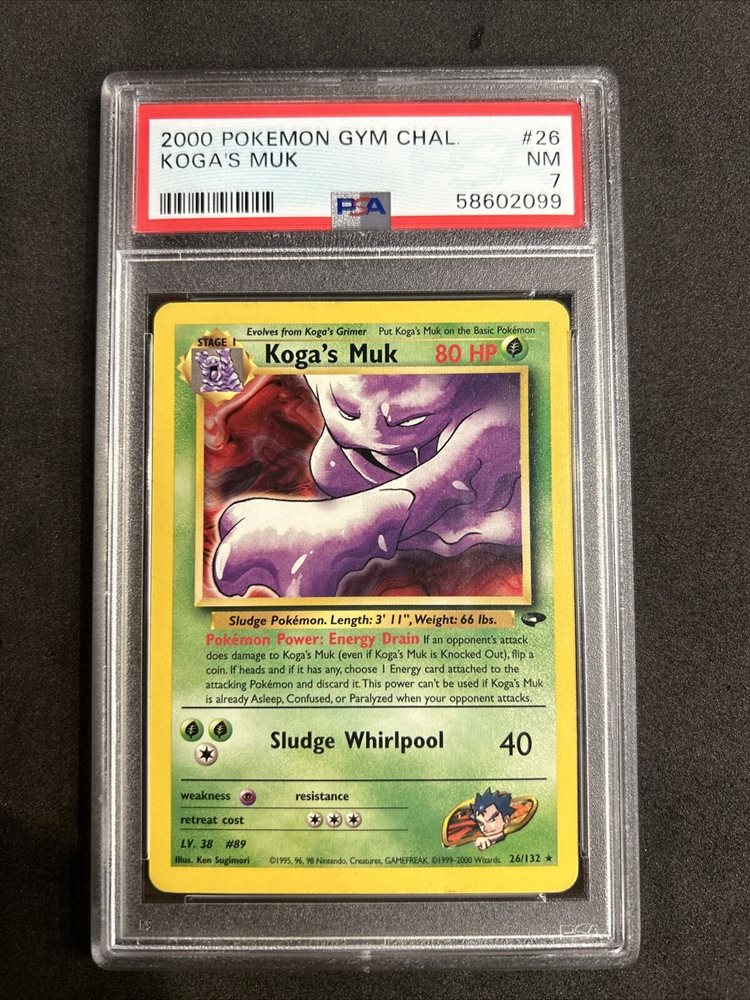 2000 POKEMON GYM CHAL. #26
KOGA'S MUK NM
7
PSA 58602099
Evolves from Koga's Grimer Put Koga's Muk on the Basic Pokémon
STAGE 1
Koga's Muk 80 HP
Sludge Pokémon. Length: 3' 11", Weight: 66 lbs.
Pokémon Power: Energy Drain If an opponent's attack
does damage to Koga's Muk (even if Koga's Muk is Knocked Out), flip a
coin. If heads and if it has any, choose 1 Energy card attached to the
attacking Pokémon and discard it. This power can't be used if Koga's Muk
is already Asleep, Confused, or Paralyzed when your opponent attacks.
Sludge Whirlpool 40
weakness resistance
retreat cost
LV. 38 #89
Illus. Ken Sugimori ©1995, 96, 98 Nintendo, Creatures, GAMEFREAK. ©1999-2000 Wizards. 26/132 ★
PSA